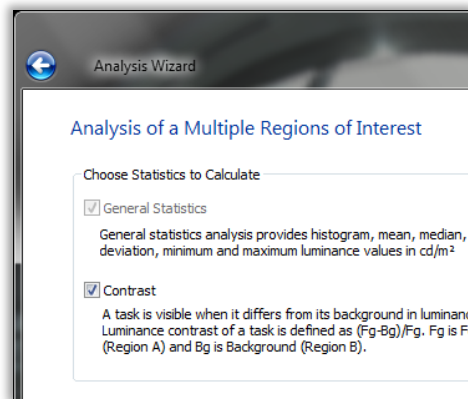 Analysis Wizard
Analysis of a Multiple Regions of Interest
Choose Statistics to Calculate
General Statistics
General statistics analysis provides histogram, mean, median,
deviation, minimum and maximum luminance values in cd/m²
Contrast
A task is visible when it differs from its background in
Luminance contrast of a task is defined as (Fg-Bg)/Fg. Fg is
(Region A) and Bg is Background (Region B).